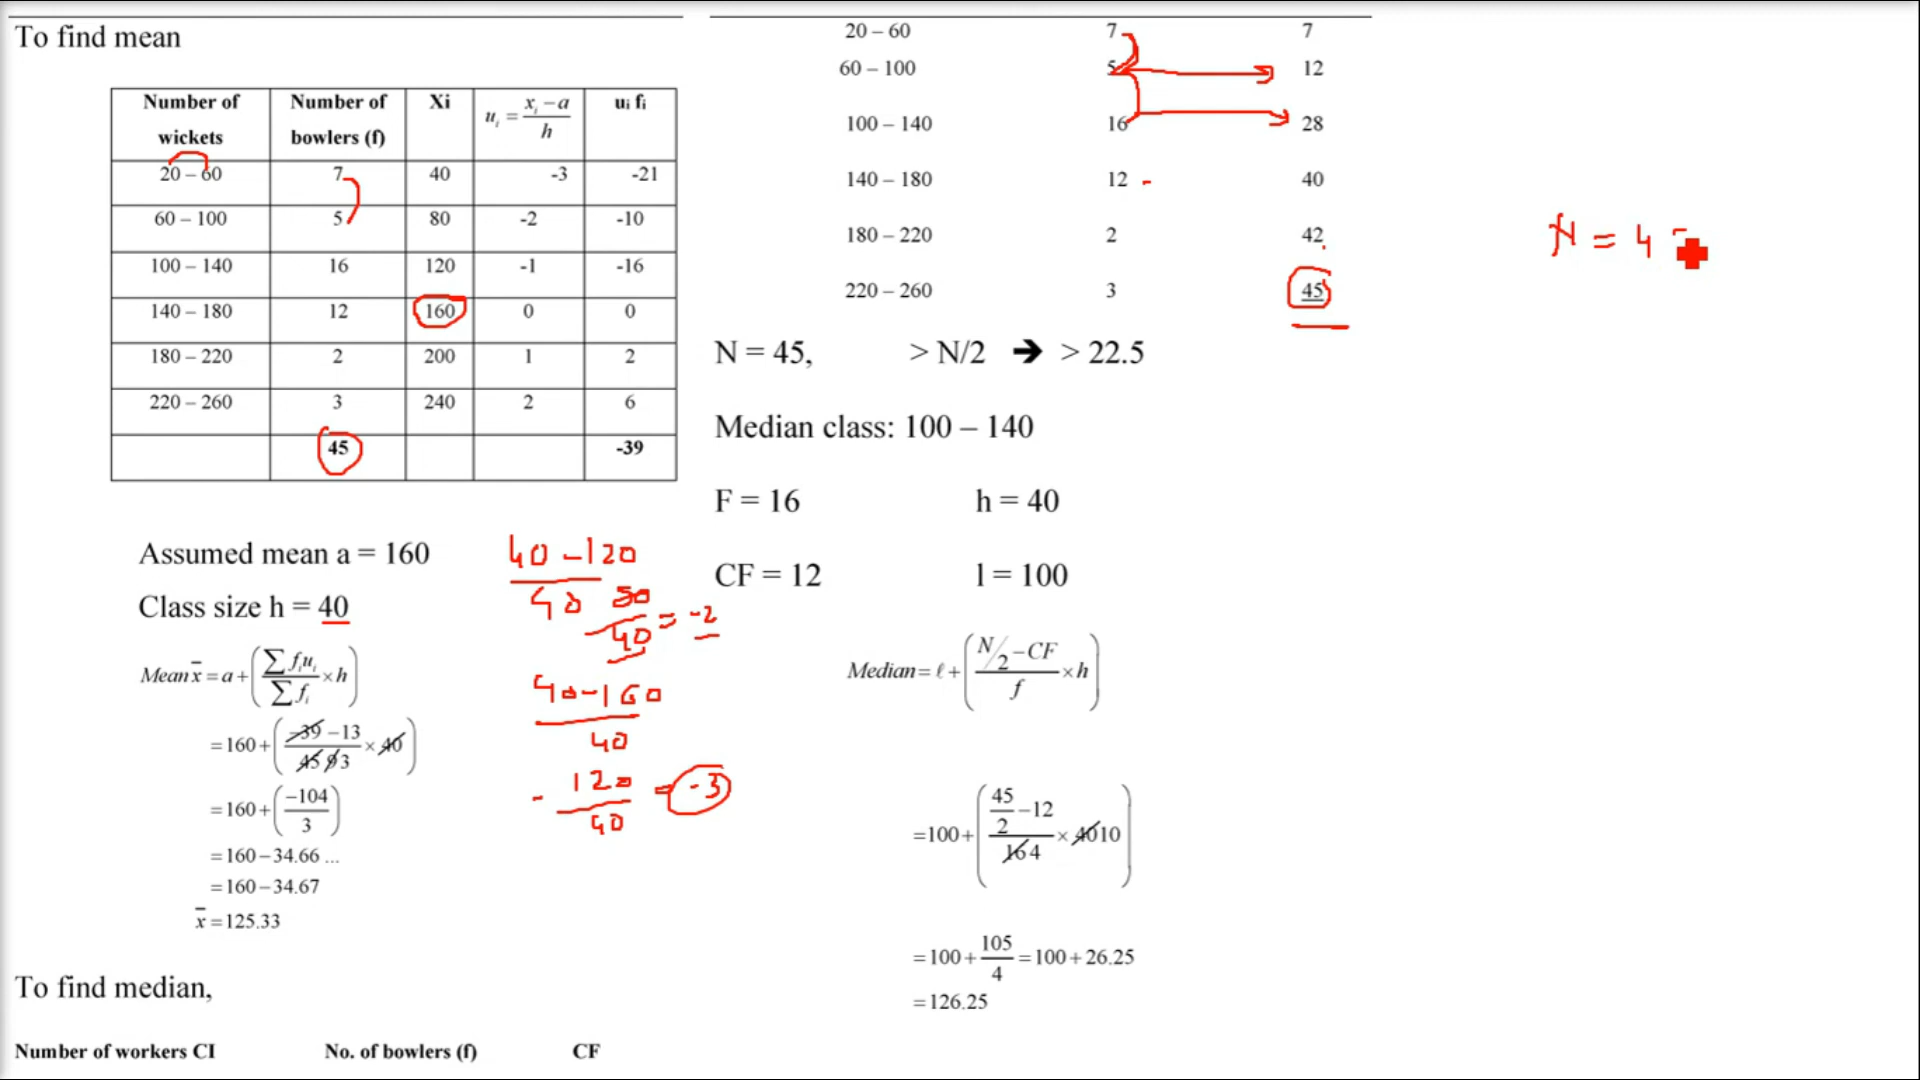 To find mean
Number of wickets | Number of bowlers (f) | Xi | uᵢ = (xᵢ − a)/h | uᵢ fᵢ
20 – 60 | 7 | 40 | -3 | -21
60 – 100 | 5 | 80 | -2 | -10
100 – 140 | 16 | 120 | -1 | -16
140 – 180 | 12 | 160 | 0 | 0
180 – 220 | 2 | 200 | 1 | 2
220 – 260 | 3 | 240 | 2 | 6
45 | -39
Assumed mean a = 160
Class size h = 40
Mean x̄ = a + (∑fᵢuᵢ / ∑fᵢ × h)
= 160 + (-39 -13 / 45 9 3 × 40)
= 160 + (-104 / 3)
= 160 – 34.66 ...
= 160 – 34.67
x̄ = 125.33
40 - 120
40
80
40 = -2
40 - 160
40
- 120
40 = -3
To find median,
Number of workers CI No. of bowlers (f) CF
20 – 60 7 7
60 – 100 5 12
100 – 140 16 28
140 – 180 12 - 40
180 – 220 2 42
220 – 260 3 45
N = 45, > N/2 ➔ > 22.5
Median class: 100 – 140
F = 16 h = 40
CF = 12 l = 100
Median = ℓ + ((N/2 – CF) / f × h)
= 100 + ((45/2 – 12) / 16 4 × 40 10)
= 100 + 105/4 = 100 + 26.25
= 126.25
N = 4